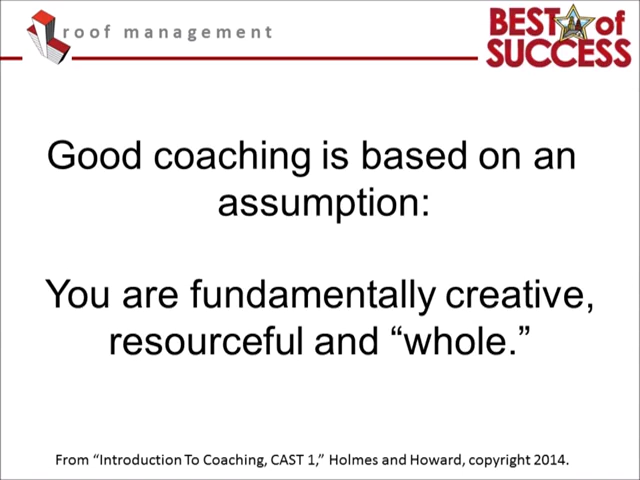 roof management
BEST of
SUCCESS
Good coaching is based on an
assumption:
You are fundamentally creative,
resourceful and “whole.”
From “Introduction To Coaching, CAST 1,” Holmes and Howard, copyright 2014.